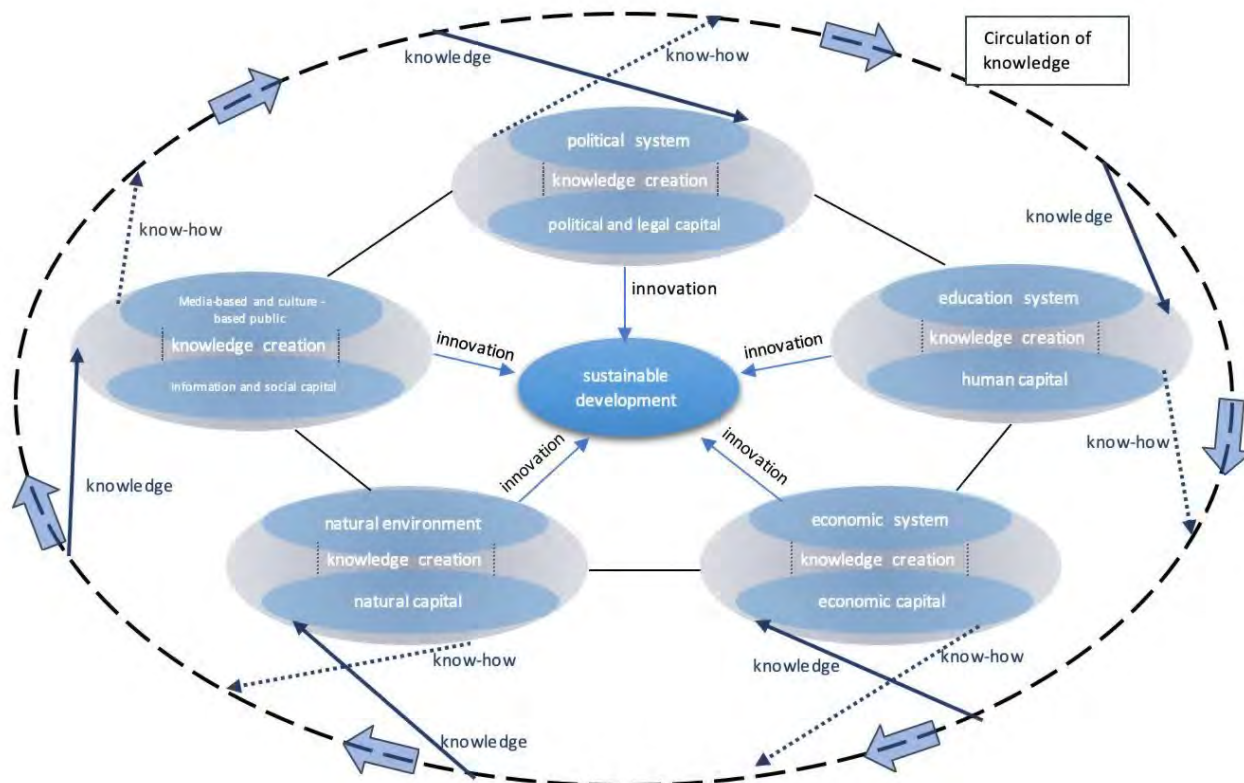 Circulation of
knowledge
knowledge
know-how
political system
knowledge creation
political and legal capital
innovation
know-how
knowledge
Media-based and culture -
based public
knowledge creation
information and social capital
innovation
education system
knowledge creation
human capital
innovation
sustainable
development
know-how
knowledge
innovation
innovation
natural environment
knowledge creation
natural capital
economic system
knowledge creation
economic capital
know-how
knowledge
know-how
knowledge